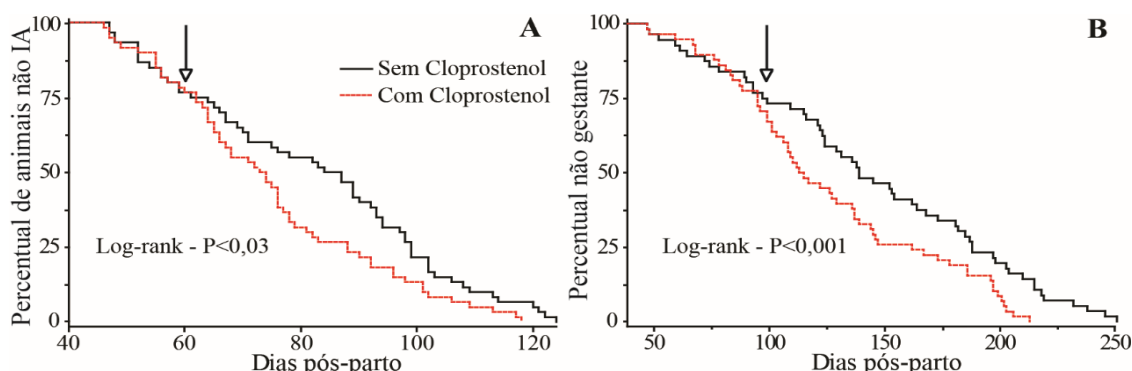 Percentual de animais não IA
100
75
50
25
0
A
Sem Cloprostenol
Com Cloprostenol
Log-rank - P<0,03
40 60 80 100 120
Dias pós-parto
Percentual não gestante
100
75
50
25
0
B
Log-rank - P<0,001
50 100 150 200 250
Dias pós-parto